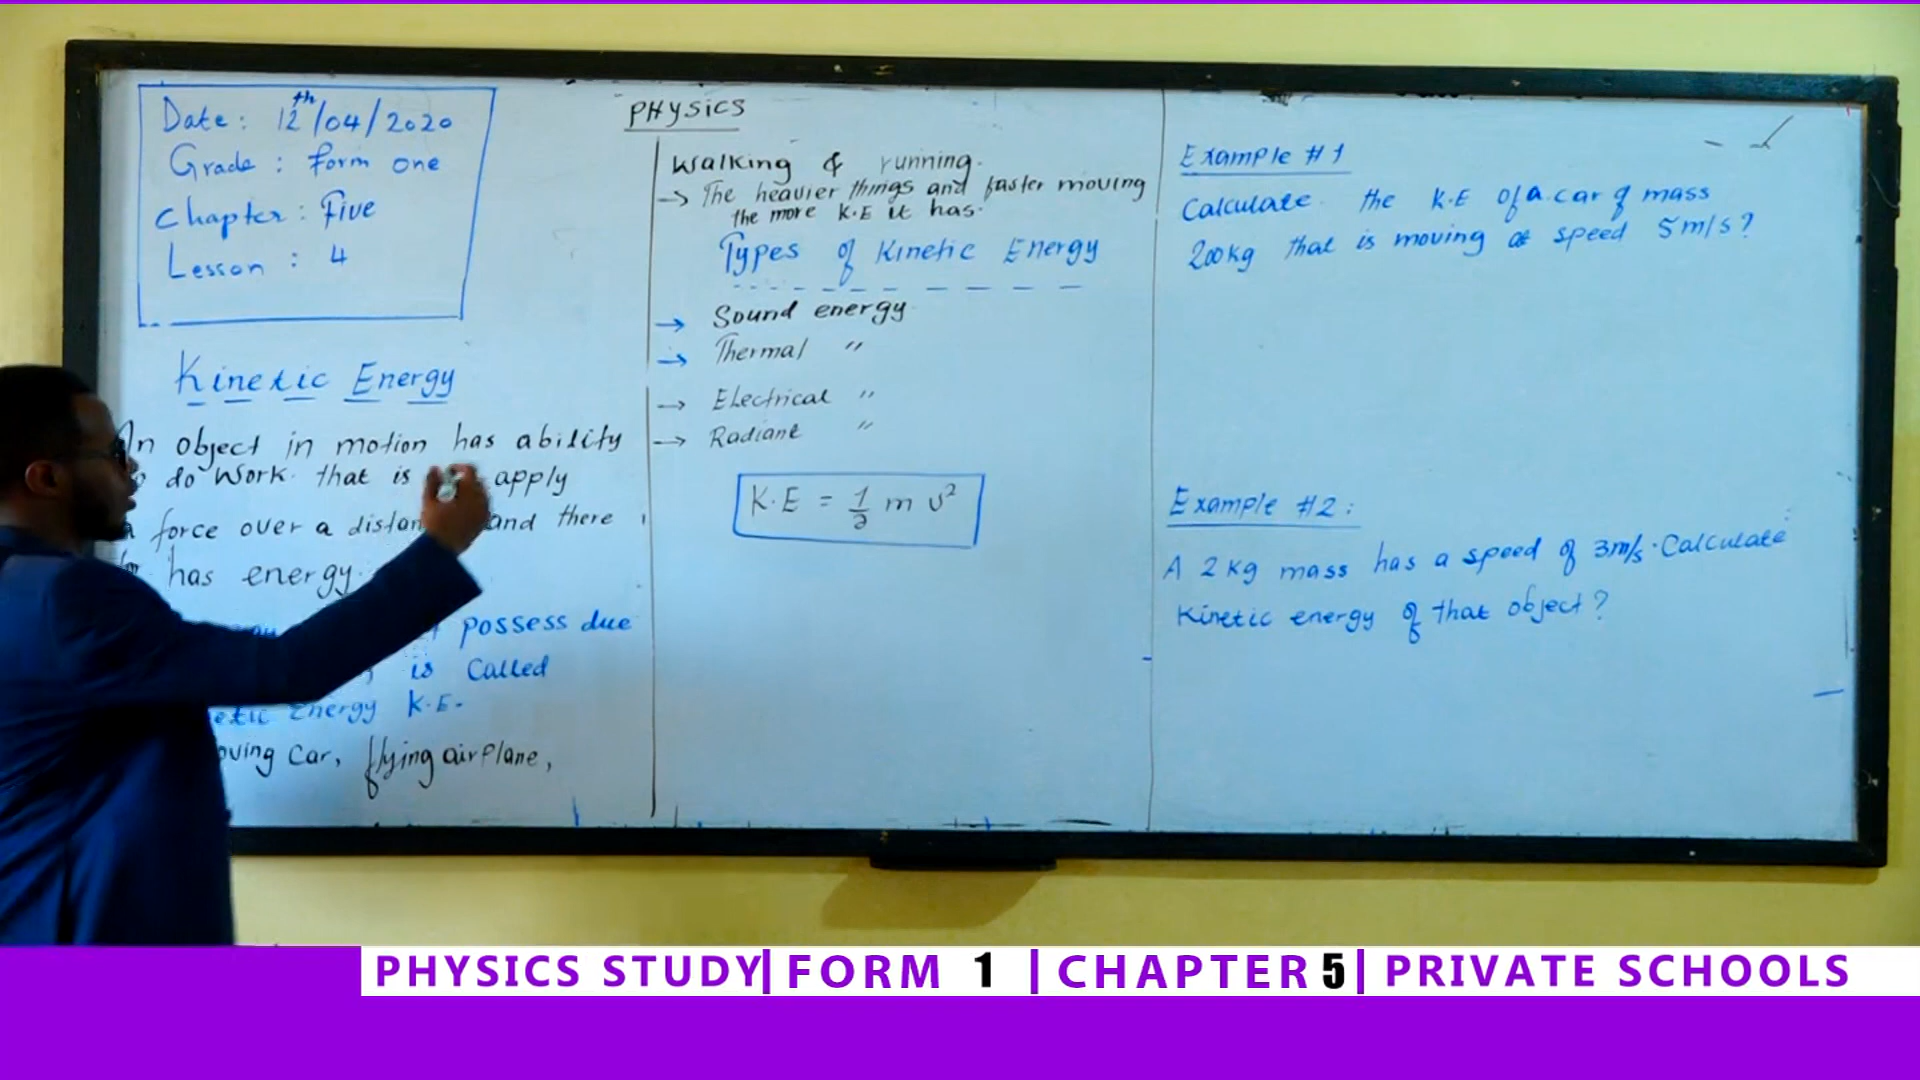 Date: 12th/04/2020
Grade: Form one
Chapter: Five
Lesson: 4
Kinetic Energy
An object in motion has ability
do work. that is apply
force over a distan and there
has energy.
possess due
is Called
etic Energy K.E.
oving Car, flying airplane,
PHYSICS
Walking & running.
→ The heavier things and faster moving
the more K.E it has.
Types of Kinetic Energy
→ Sound energy
→ Thermal "
→ Electrical "
→ Radiant "
K.E = 1/2 m v²
Example #1
Calculate the K.E of a car of mass
200kg that is moving at speed 5m/s?
Example #2:
A 2kg mass has a speed of 3m/s. Calculate
Kinetic energy of that object?
PHYSICS STUDY| FORM 1 | CHAPTER 5 | PRIVATE SCHOOLS